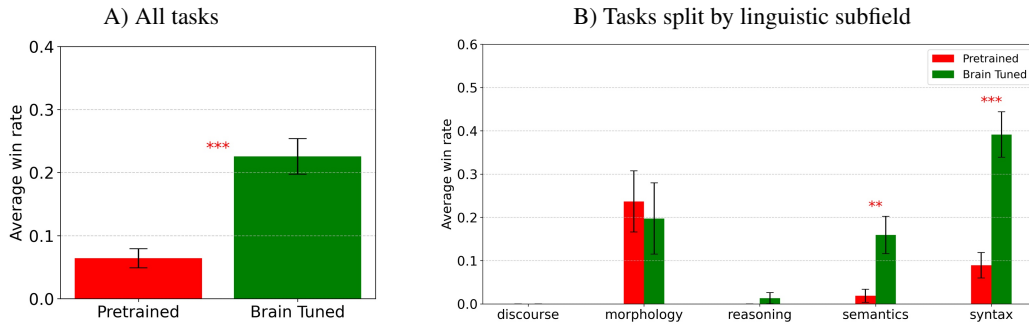 A) All tasks
0.4
0.3
0.2
0.1
0.0
Average win rate
***
Pretrained
Brain Tuned
B) Tasks split by linguistic subfield
0.6
0.5
0.4
0.3
0.2
0.1
0.0
Average win rate
Pretrained
Brain Tuned
**
***
discourse
morphology
reasoning
semantics
syntax